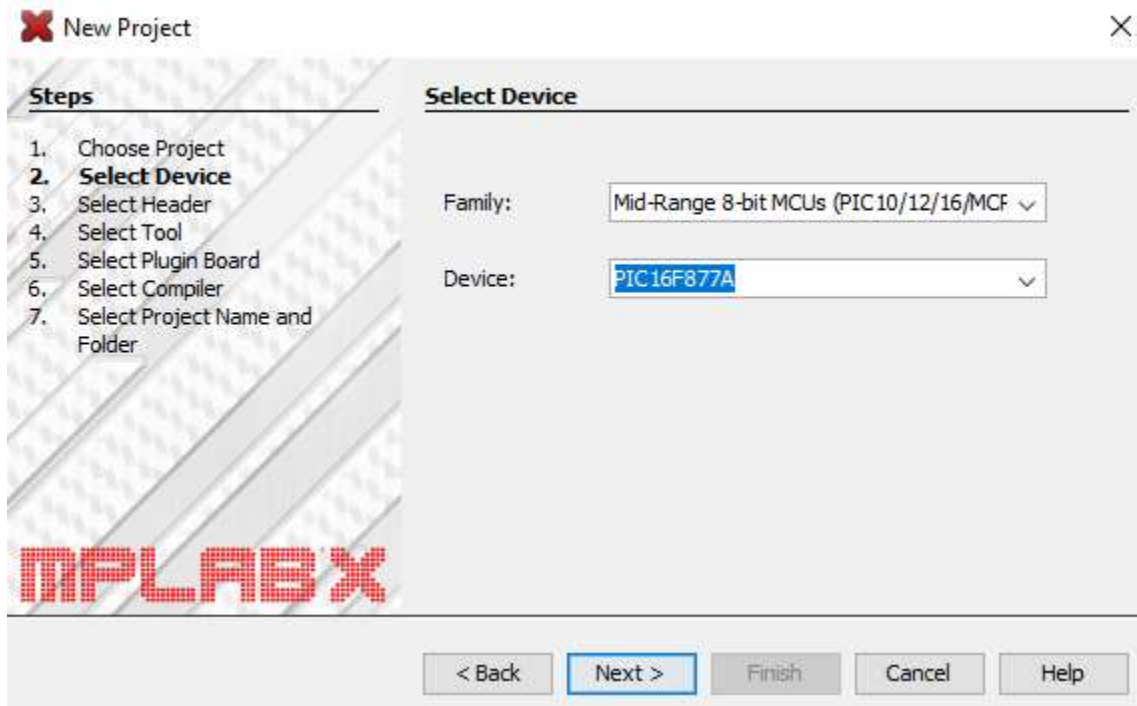 New Project
Steps
1. Choose Project
2. Select Device
3. Select Header
4. Select Tool
5. Select Plugin Board
6. Select Compiler
7. Select Project Name and
Folder
MPLAB X
Select Device
Family: Mid-Range 8-bit MCUs (PIC10/12/16/MCP
Device: PIC16F877A
< Back Next > Finish Cancel Help